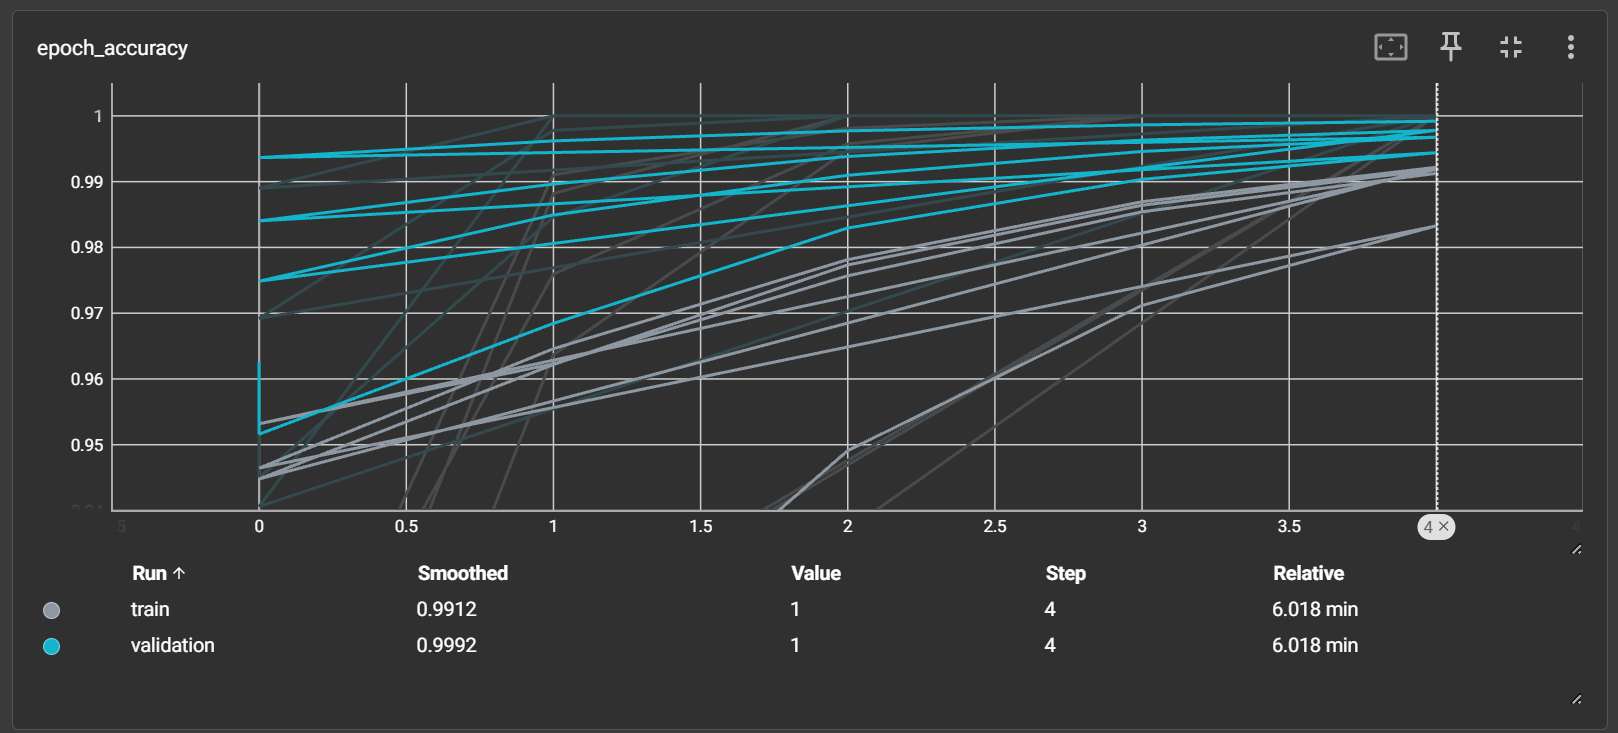 epoch_accuracy
1
0.99
0.98
0.97
0.96
0.95
5 0 0.5 1 1.5 2 2.5 3 3.5 4 × 4
Run ↑ Smoothed Value Step Relative
train 0.9912 1 4 6.018 min
validation 0.9992 1 4 6.018 min